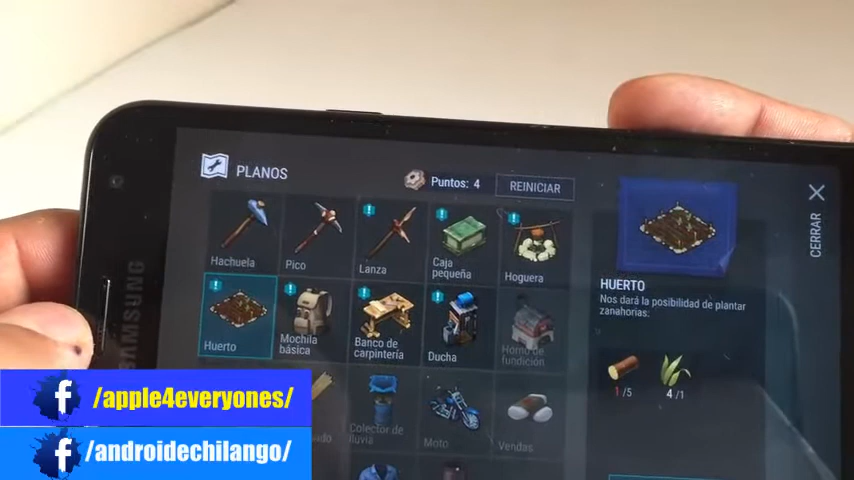 PLANOS
Puntos: 4
REINICIAR
CERRAR
Hachuela
Pico
Lanza
Caja
pequeña
Hoguera
HUERTO
Nos dará la posibilidad de plantar
zanahorias.
Huerto
Mochila
básica
Banco de
carpintería
Ducha
Horno de
fundición
1/5
4/1
Colector de
lluvia
Moto
Vendas
SAMSUNG
/apple4everyones/
/androidechilango/